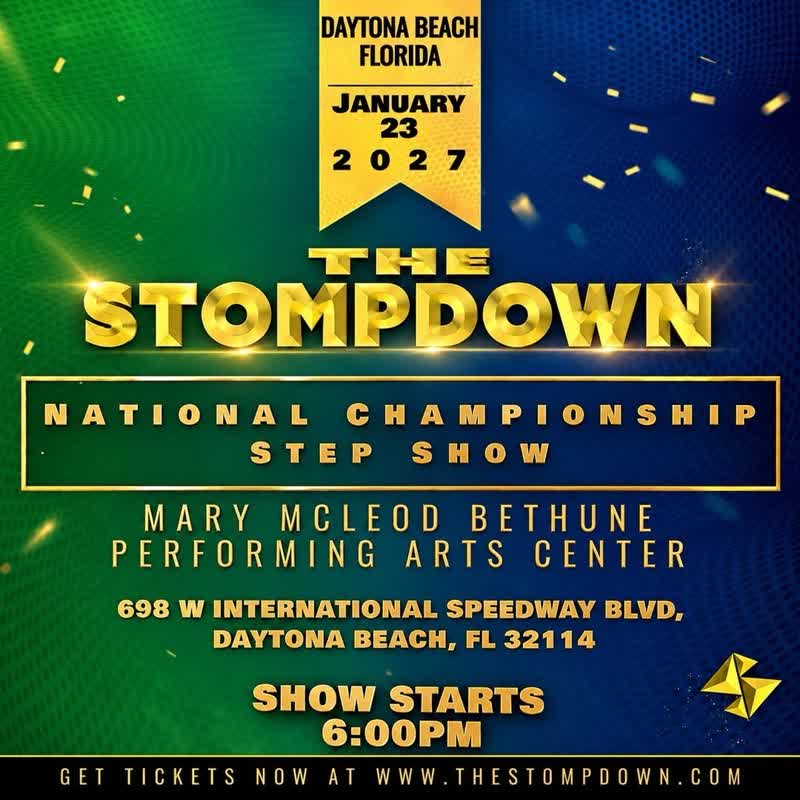 DAYTONA BEACH
FLORIDA
JANUARY
23
2027
THE
STOMPDOWN
NATIONAL CHAMPIONSHIP
STEP SHOW
MARY MCLEOD BETHUNE
PERFORMING ARTS CENTER
698 W INTERNATIONAL SPEEDWAY BLVD,
DAYTONA BEACH, FL 32114
SHOW STARTS
6:00PM
GET TICKETS NOW AT WWW.THESTOMPDOWN.COM